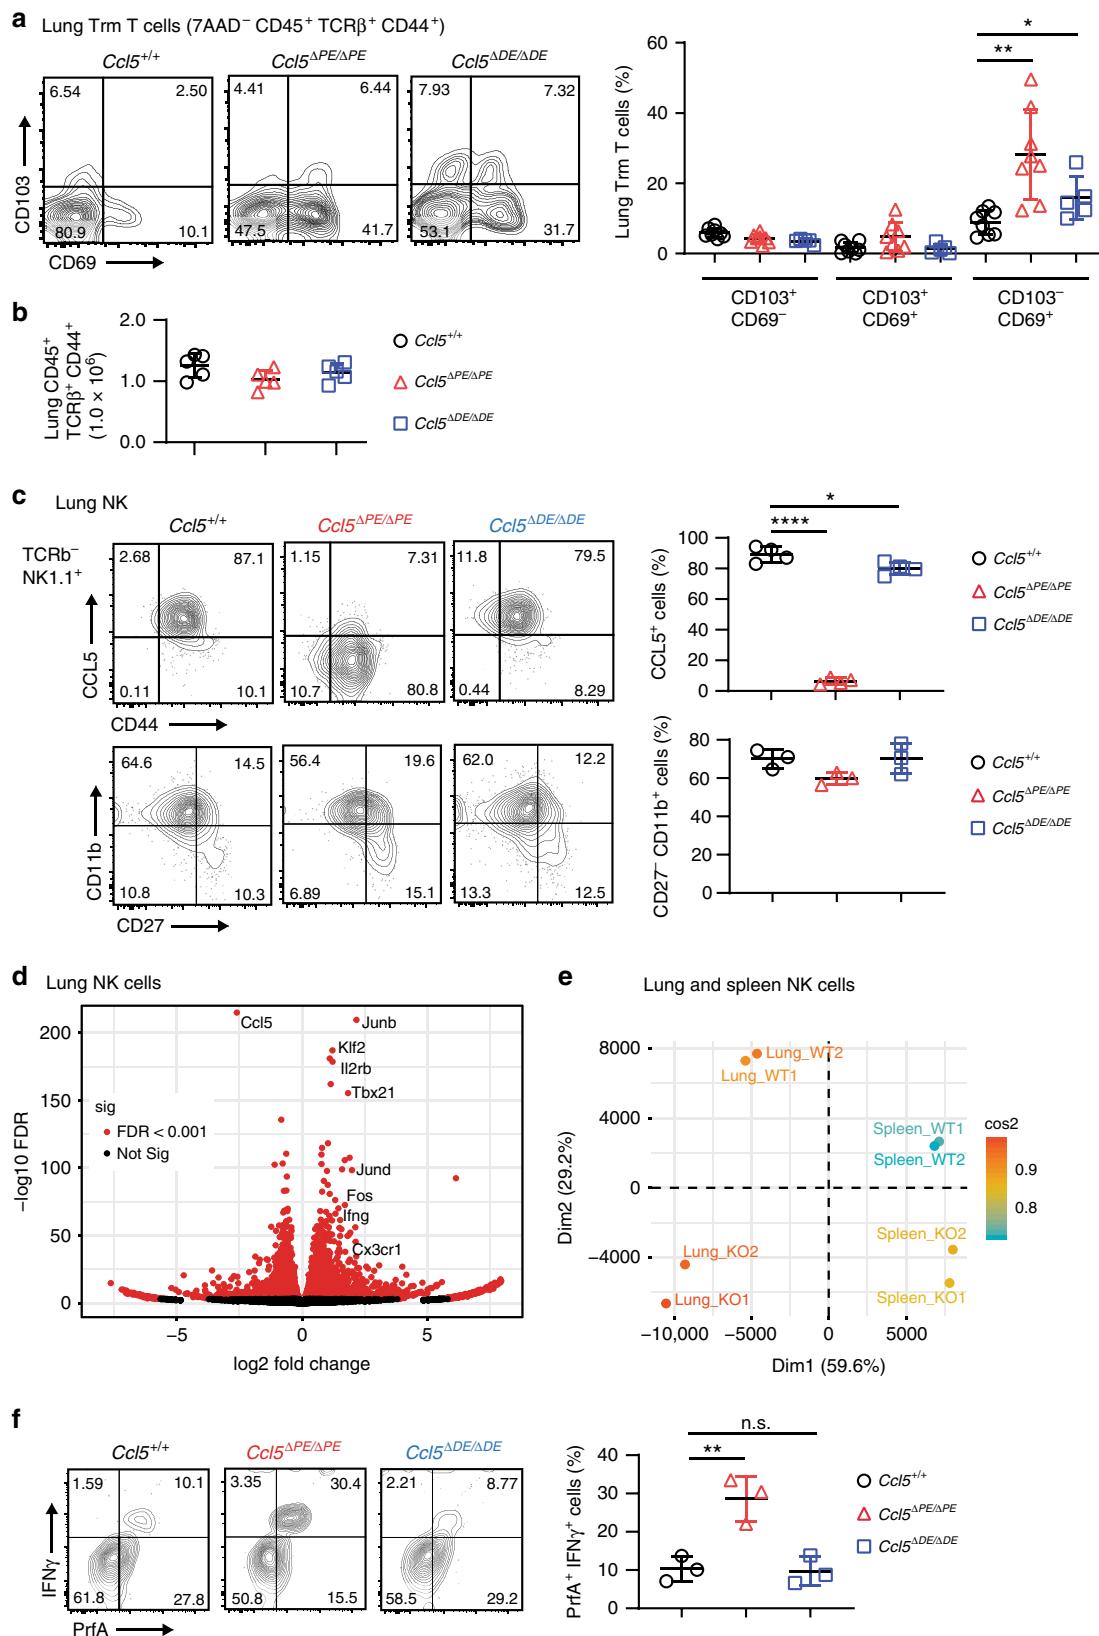 a Lung Trm T cells (7AAD⁻ CD45⁺ TCRβ⁺ CD44⁺)
Ccl5⁺/⁺ Ccl5ΔPE/ΔPE Ccl5ΔDE/ΔDE
6.54 2.50 4.41 6.44 7.93 7.32
80.9 10.1 47.5 41.7 53.1 31.7
CD103
CD69
* 
**
Lung Trm T cells (%)
60
40
20
0
CD103⁺ CD103⁺ CD103⁻
CD69⁻ CD69⁺ CD69⁺
b
Lung CD45⁺
TCRβ⁺ CD44⁺
(1.0 × 10⁶)
2.0
1.0
0.0
Ccl5⁺/⁺
Ccl5ΔPE/ΔPE
Ccl5ΔDE/ΔDE
c Lung NK
TCRb⁻
NK1.1⁺
Ccl5⁺/⁺ Ccl5ΔPE/ΔPE Ccl5ΔDE/ΔDE
2.68 87.1 1.15 7.31 11.8 79.5
0.11 10.1 10.7 80.8 0.44 8.29
CCL5
CD44
*
****
CCL5⁺ cells (%)
100
80
60
40
20
0
Ccl5⁺/⁺
Ccl5ΔPE/ΔPE
Ccl5ΔDE/ΔDE
64.6 14.5 56.4 19.6 62.0 12.2
10.8 10.3 6.89 15.1 13.3 12.5
CD11b
CD27
CD27⁻ CD11b⁺ cells (%)
80
60
40
20
0
Ccl5⁺/⁺
Ccl5ΔPE/ΔPE
Ccl5ΔDE/ΔDE
d Lung NK cells
−log10 FDR
200
150
100
50
0
Ccl5
Junb
Klf2
Il2rb
Tbx21
Jund
Fos
Ifng
Cx3cr1
sig
FDR < 0.001
Not Sig
−5 0 5
log2 fold change
e Lung and spleen NK cells
Dim2 (29.2%)
8000
4000
0
−4000
Lung_WT2
Lung_WT1
Spleen_WT1
Spleen_WT2
Spleen_KO2
Lung_KO2
Spleen_KO1
Lung_KO1
cos2
0.9
0.8
−10,000 −5000 0 5000
Dim1 (59.6%)
f
Ccl5⁺/⁺ Ccl5ΔPE/ΔPE Ccl5ΔDE/ΔDE
1.59 10.1 3.35 30.4 2.21 8.77
61.8 27.8 50.8 15.5 58.5 29.2
IFNγ
PrfA
n.s.
**
PrfA⁺ IFNγ⁺ cells (%)
40
30
20
10
0
Ccl5⁺/⁺
Ccl5ΔPE/ΔPE
Ccl5ΔDE/ΔDE